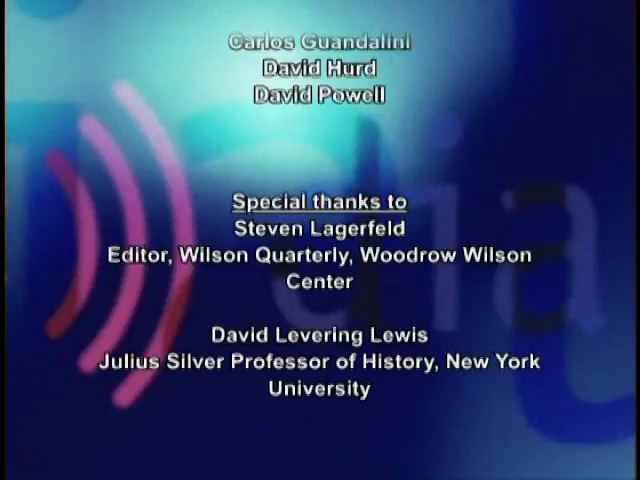 Carlos Guandalini
David Hurd
David Powell
Special thanks to
Steven Lagerfeld
Editor, Wilson Quarterly, Woodrow Wilson
Center
David Levering Lewis
Julius Silver Professor of History, New York
University